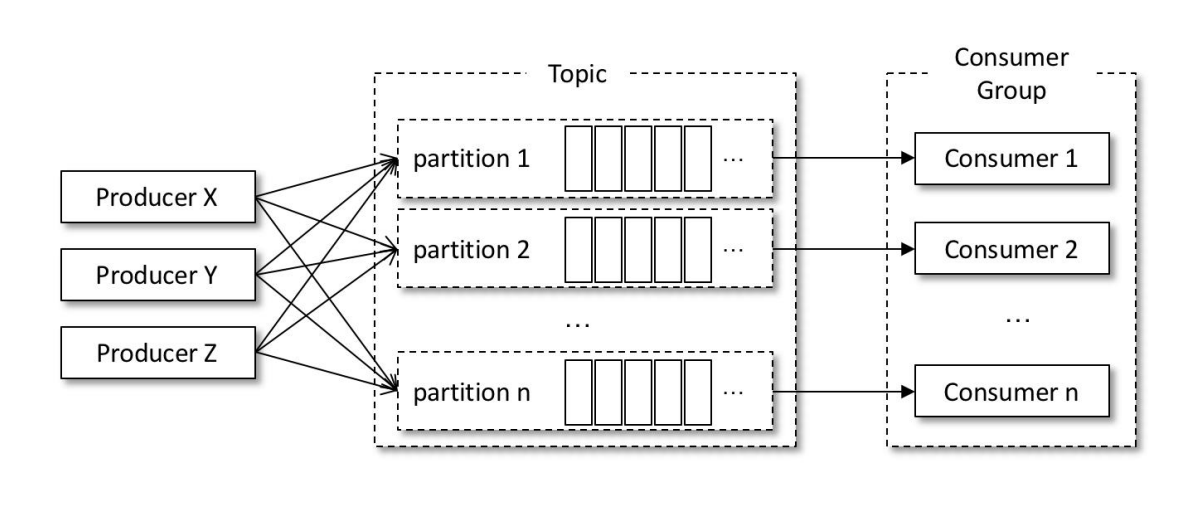 Topic
Consumer
Group
partition 1
...
Consumer 1
Producer X
partition 2
...
Consumer 2
Producer Y
...
...
Producer Z
partition n
...
Consumer n